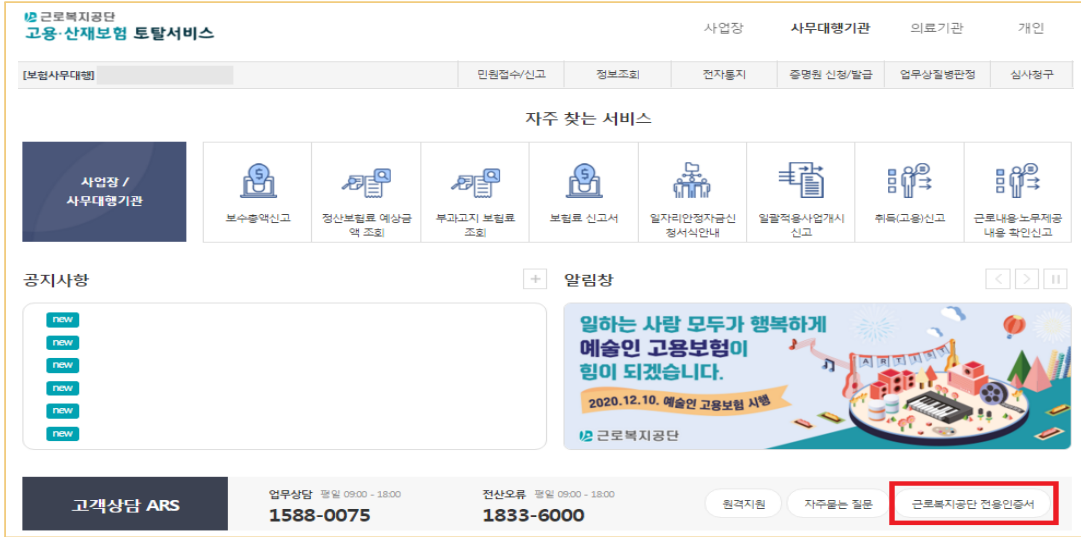 근로복지공단
고용·산재보험 토탈서비스
사업장 사무대행기관 의료기관 개인
[보험사무대행] 민원접수/신고 정보조회 전자통지 증명원 신청/발급 업무상질병판정 심사청구
자주 찾는 서비스
사업장 /
사무대행기관
보수총액신고
정산보험료 예상금
액 조회
부과고지 보험료
조회
보험료 신고서
일자리안정자금신
청서식안내
일괄적용사업개시
신고
취득(고용)신고
근로내용·노무제공
내용 확인신고
공지사항 +
new
new
new
new
new
new
알림창
일하는 사람 모두가 행복하게
예술인 고용보험이
힘이 되겠습니다.
2020.12.10. 예술인 고용보험 시행
근로복지공단
ARTIST
고객상담 ARS
업무상담 평일 09:00 - 18:00
1588-0075
전산오류 평일 09:00 - 18:00
1833-6000
원격지원 자주묻는 질문 근로복지공단 전용인증서